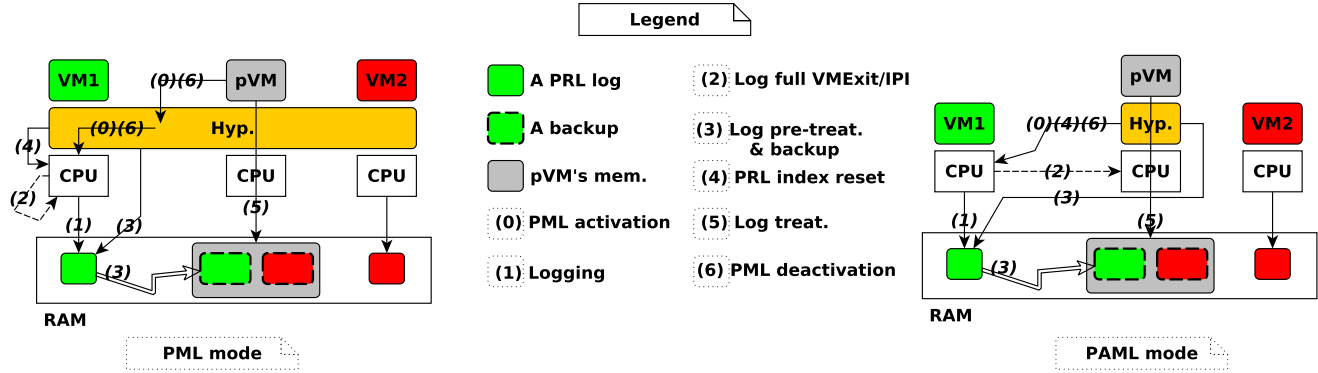 Legend
VM1
(0)(6)
pVM
VM2
(0)(6)
Hyp.
(4)
CPU
CPU
CPU
(2)
(5)
(1)
(3)
(3)
RAM
PML mode
A PRL log
A backup
pVM's mem.
(0) PML activation
(1) Logging
(2) Log full VMExit/IPI
(3) Log pre-treat.
& backup
(4) PRL index reset
(5) Log treat.
(6) PML deactivation
pVM
VM1
(0)(4)(6)
Hyp.
VM2
CPU
(2)
CPU
CPU
(3)
(1)
(5)
(3)
RAM
PAML mode